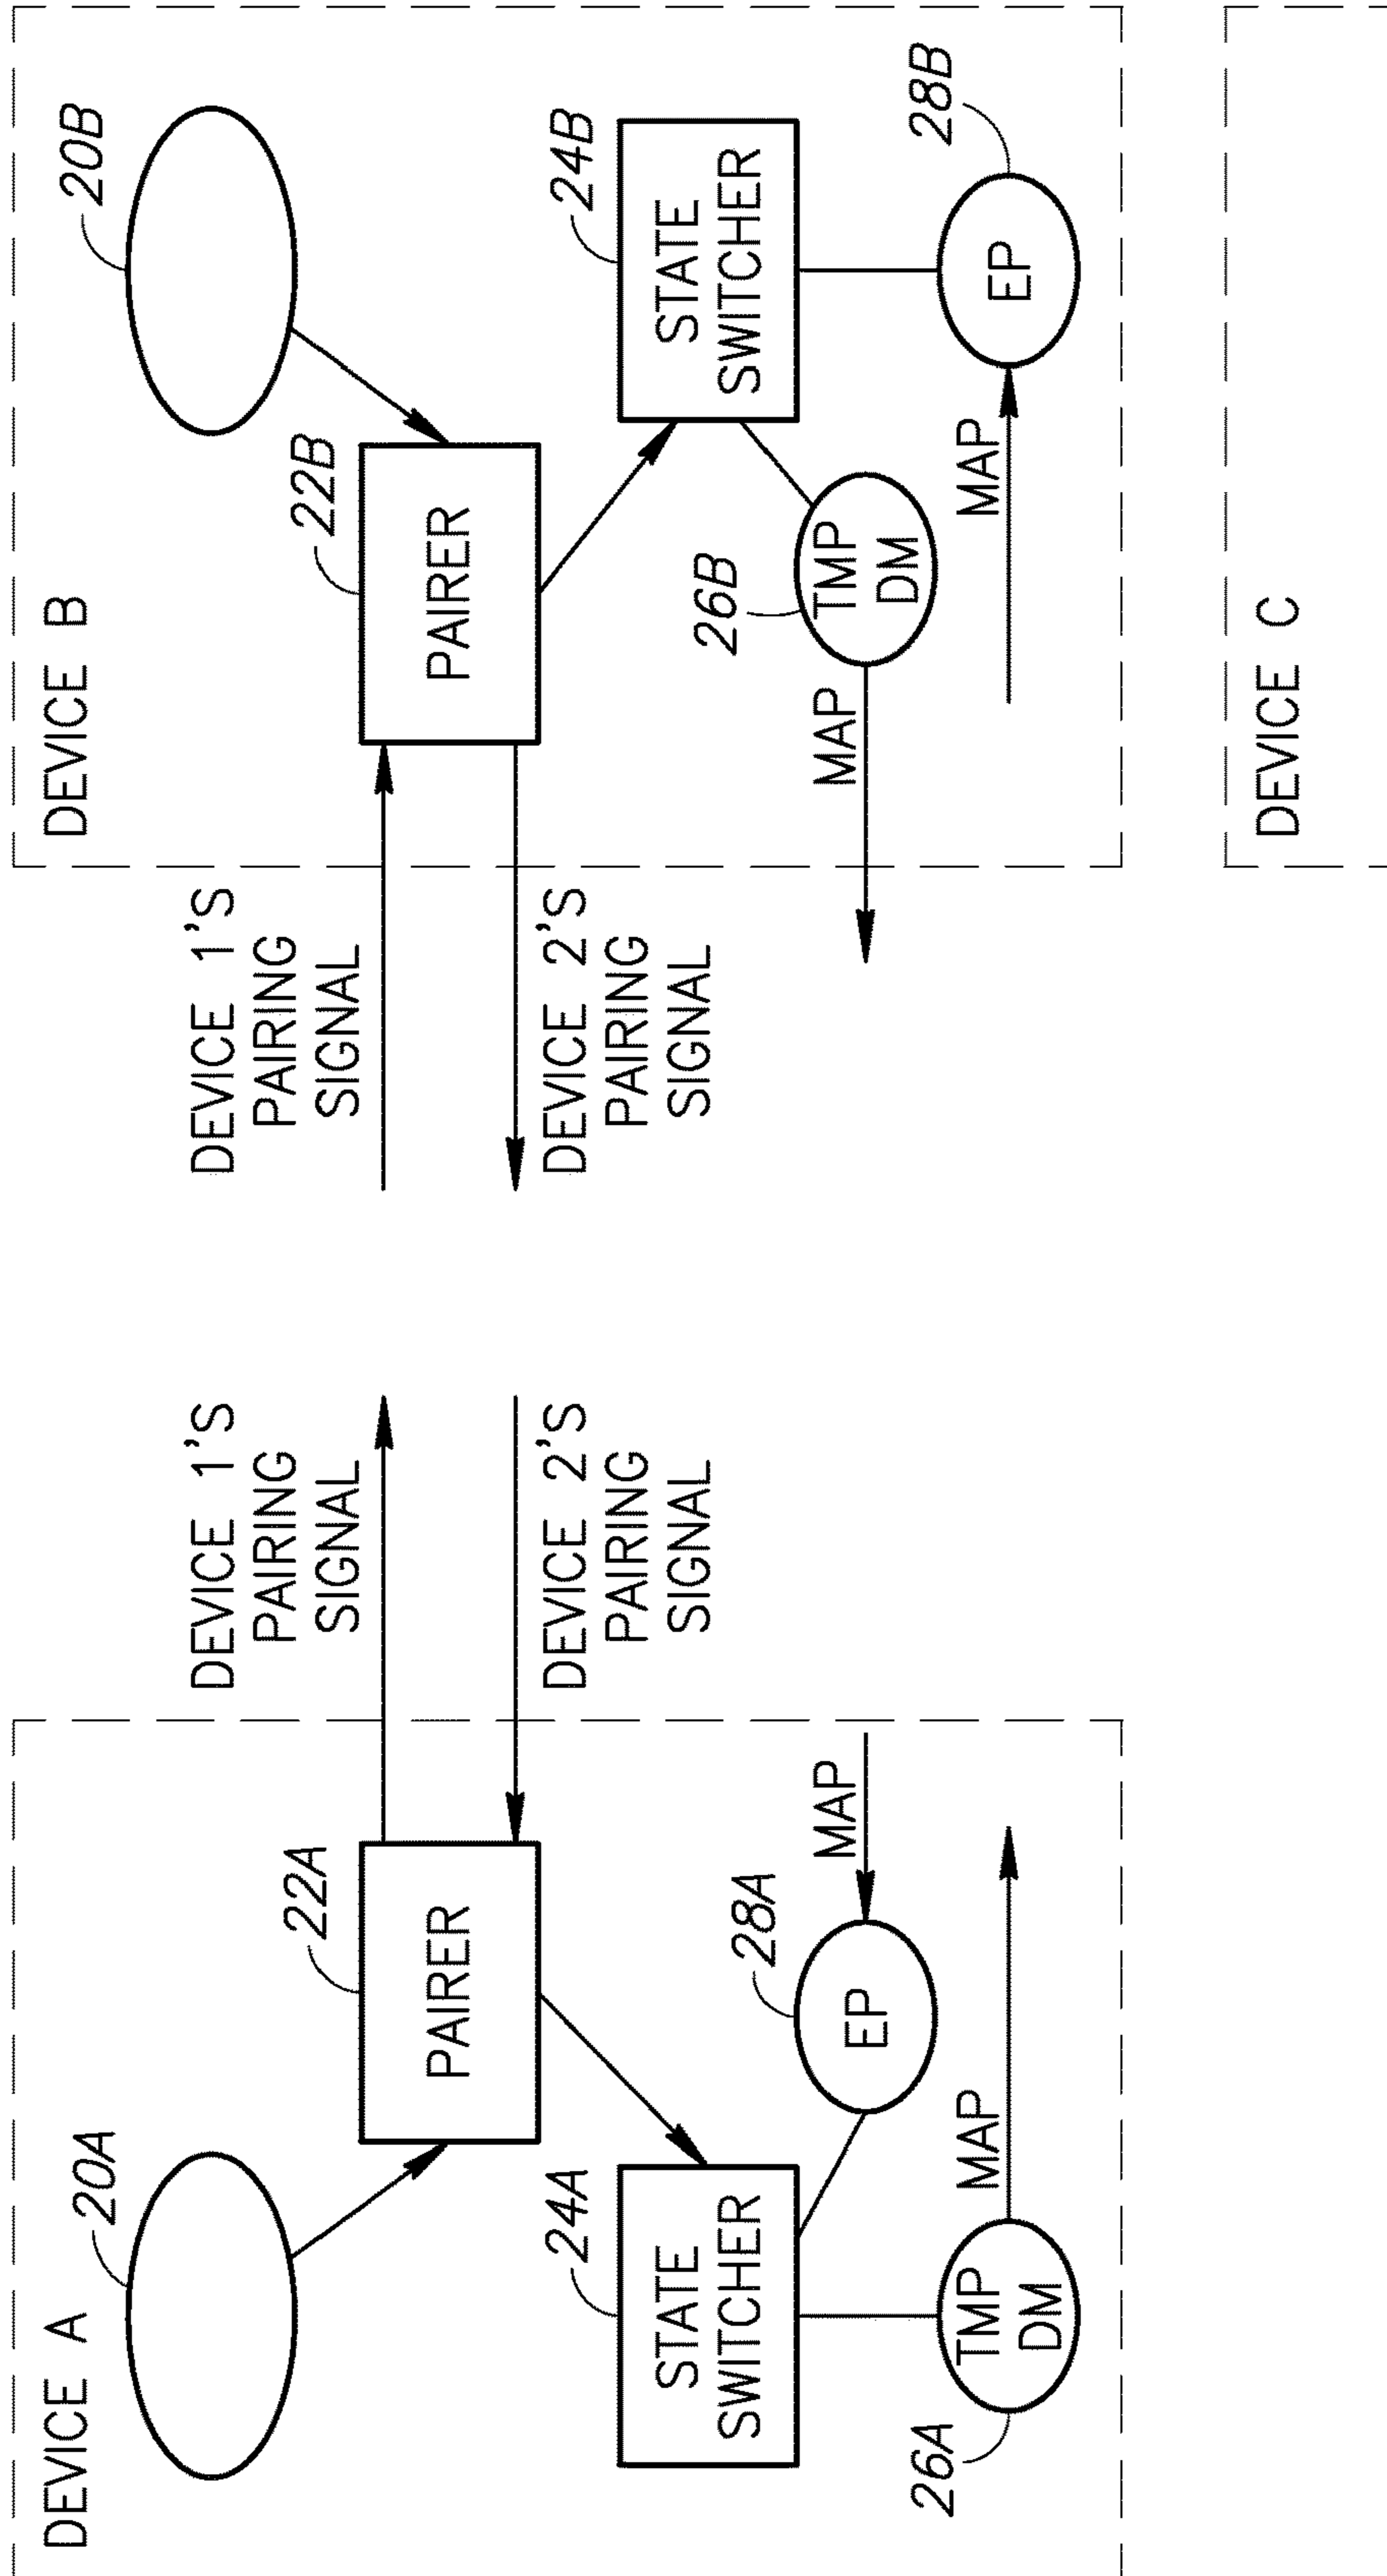 DEVICE A
20A
22A
PAIRER
24A
STATE
SWITCHER
28A
EP
MAP
26A
TMP
DM
MAP
DEVICE 1'S
PAIRING
SIGNAL
DEVICE 2'S
PAIRING
SIGNAL
DEVICE 1'S
PAIRING
SIGNAL
DEVICE 2'S
PAIRING
SIGNAL
DEVICE B
20B
22B
PAIRER
24B
STATE
SWITCHER
26B
TMP
DM
MAP
28B
EP
MAP
DEVICE C